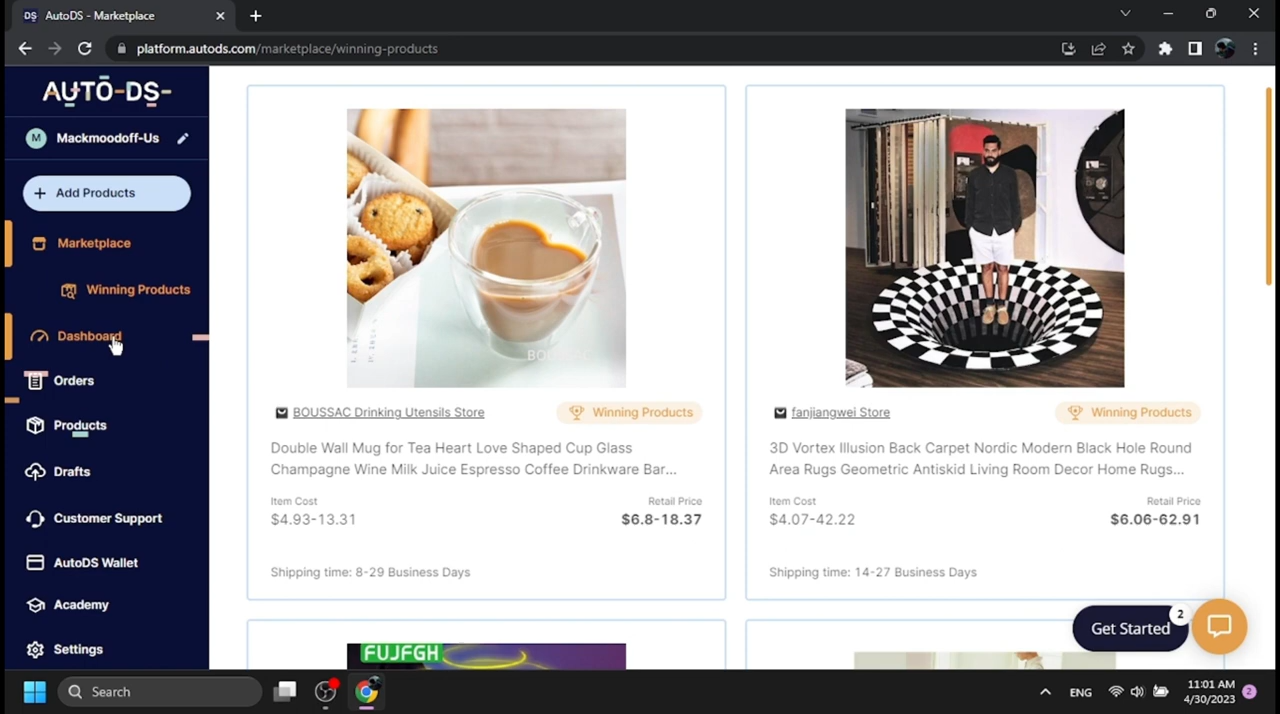 DS AutoDS - Marketplace
platform.autods.com/marketplace/winning-products
AUTO-DS-
M Mackmoodoff-Us
+ Add Products
Marketplace
Winning Products
Dashboard
Orders
Products
Drafts
Customer Support
AutoDS Wallet
Academy
Settings
BOUSSAC
BOUSSAC Drinking Utensils Store
Winning Products
Double Wall Mug for Tea Heart Love Shaped Cup Glass
Champagne Wine Milk Juice Espresso Coffee Drinkware Bar...
Item Cost
Retail Price
$4.93-13.31
$6.8-18.37
Shipping time: 8-29 Business Days
fanjiangwei Store
Winning Products
3D Vortex Illusion Back Carpet Nordic Modern Black Hole Round
Area Rugs Geometric Antiskid Living Room Decor Home Rugs...
Item Cost
Retail Price
$4.07-42.22
$6.06-62.91
Shipping time: 14-27 Business Days
FUJFGH
Get Started
2
Search
ENG
11:01 AM
4/30/2023
2